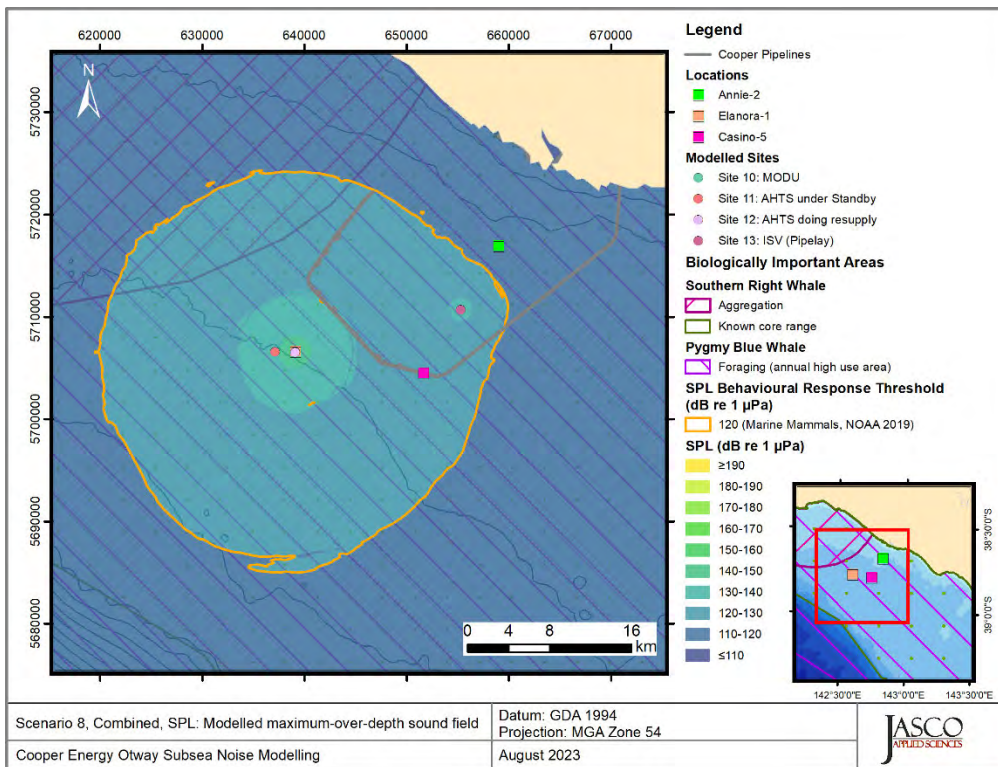 620000 630000 640000 650000 660000 670000
N
5730000
5720000
5710000
5700000
5690000
5680000
0 4 8 16
km
Legend
Cooper Pipelines
Locations
Annie-2
Elanora-1
Casino-5
Modelled Sites
Site 10: MODU
Site 11: AHTS under Standby
Site 12: AHTS doing resupply
Site 13: ISV (Pipelay)
Biologically Important Areas
Southern Right Whale
Aggregation
Known core range
Pygmy Blue Whale
Foraging (annual high use area)
SPL Behavioural Response Threshold
(dB re 1 µPa)
120 (Marine Mammals, NOAA 2019)
SPL (dB re 1 µPa)
≥190
180-190
170-180
160-170
150-160
140-150
130-140
120-130
110-120
≤110
38°30'0"S
39°0'0"S
142°30'0"E 143°0'0"E 143°30'0"E
Scenario 8, Combined, SPL: Modelled maximum-over-depth sound field
Datum: GDA 1994
Projection: MGA Zone 54
Cooper Energy Otway Subsea Noise Modelling
August 2023
JASCO
APPLIED SCIENCES